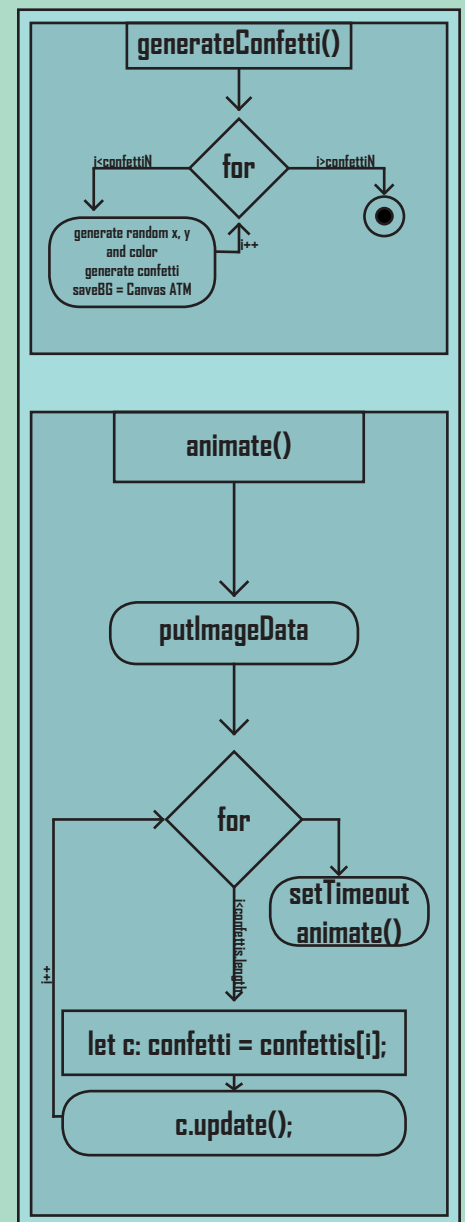 generateConfetti()
for
i<confettiN
i>confettiN
generate random x, y
and color
generate confetti
saveBG = Canvas ATM
i++
animate()
putImageData
for
setTimeout
animate()
i<confettis.length
i++
let c: confetti = confettis[i];
c.update();